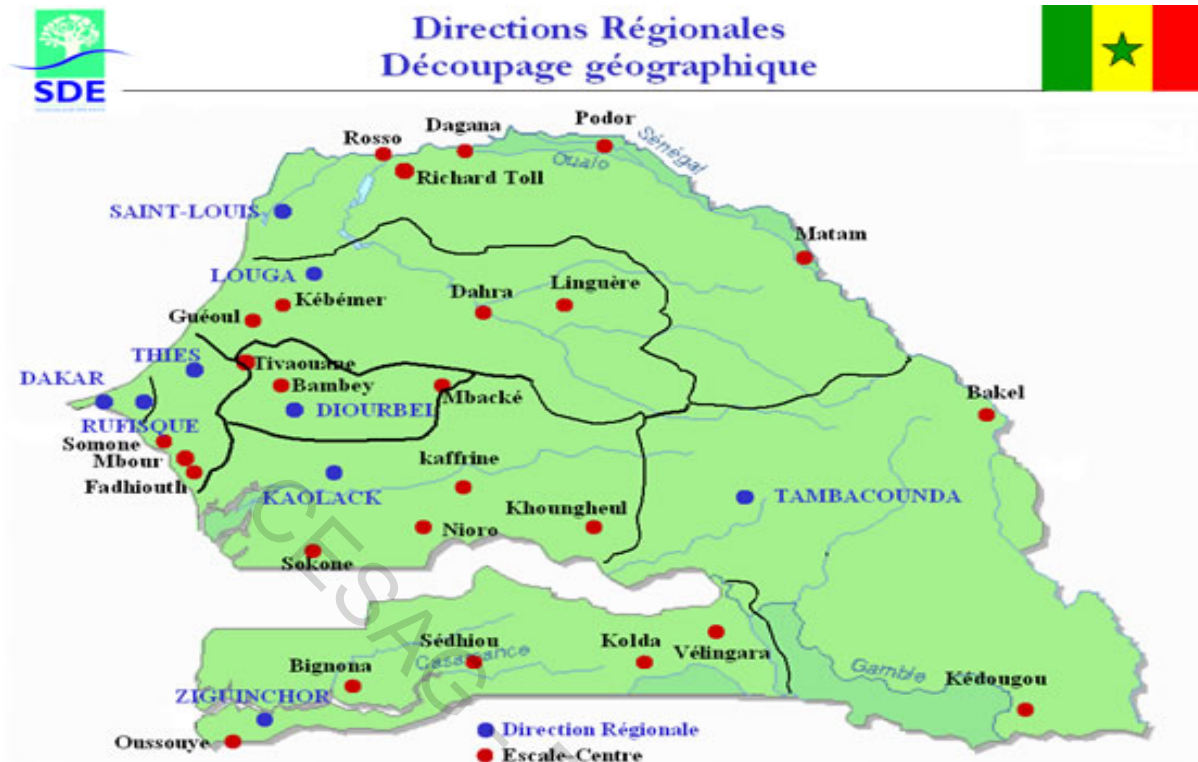 Directions Régionales
Découpage géographique
SDE
Podor
Dagana
Rosso
Sénégal
Oualo
Richard Toll
SAINT-LOUIS
Matam
LOUGA
Kébémer
Dahra
Linguère
Guéoul
THIES
Tivaouane
DAKAR
Bambey
Mbacké
Bakel
DIOURBEL
RUFISQUE
Somone
Mbour
kaffrine
Fadhiouth
KAOLACK
TAMBACOUNDA
Khoungheul
Nioro
Sokone
CESAG
Sédhiou
Kolda
Vélingara
Casamance
Bignona
Gambie
Kédougou
ZIGUINCHOR
Oussouye
Direction Régionale
Escale-Centre